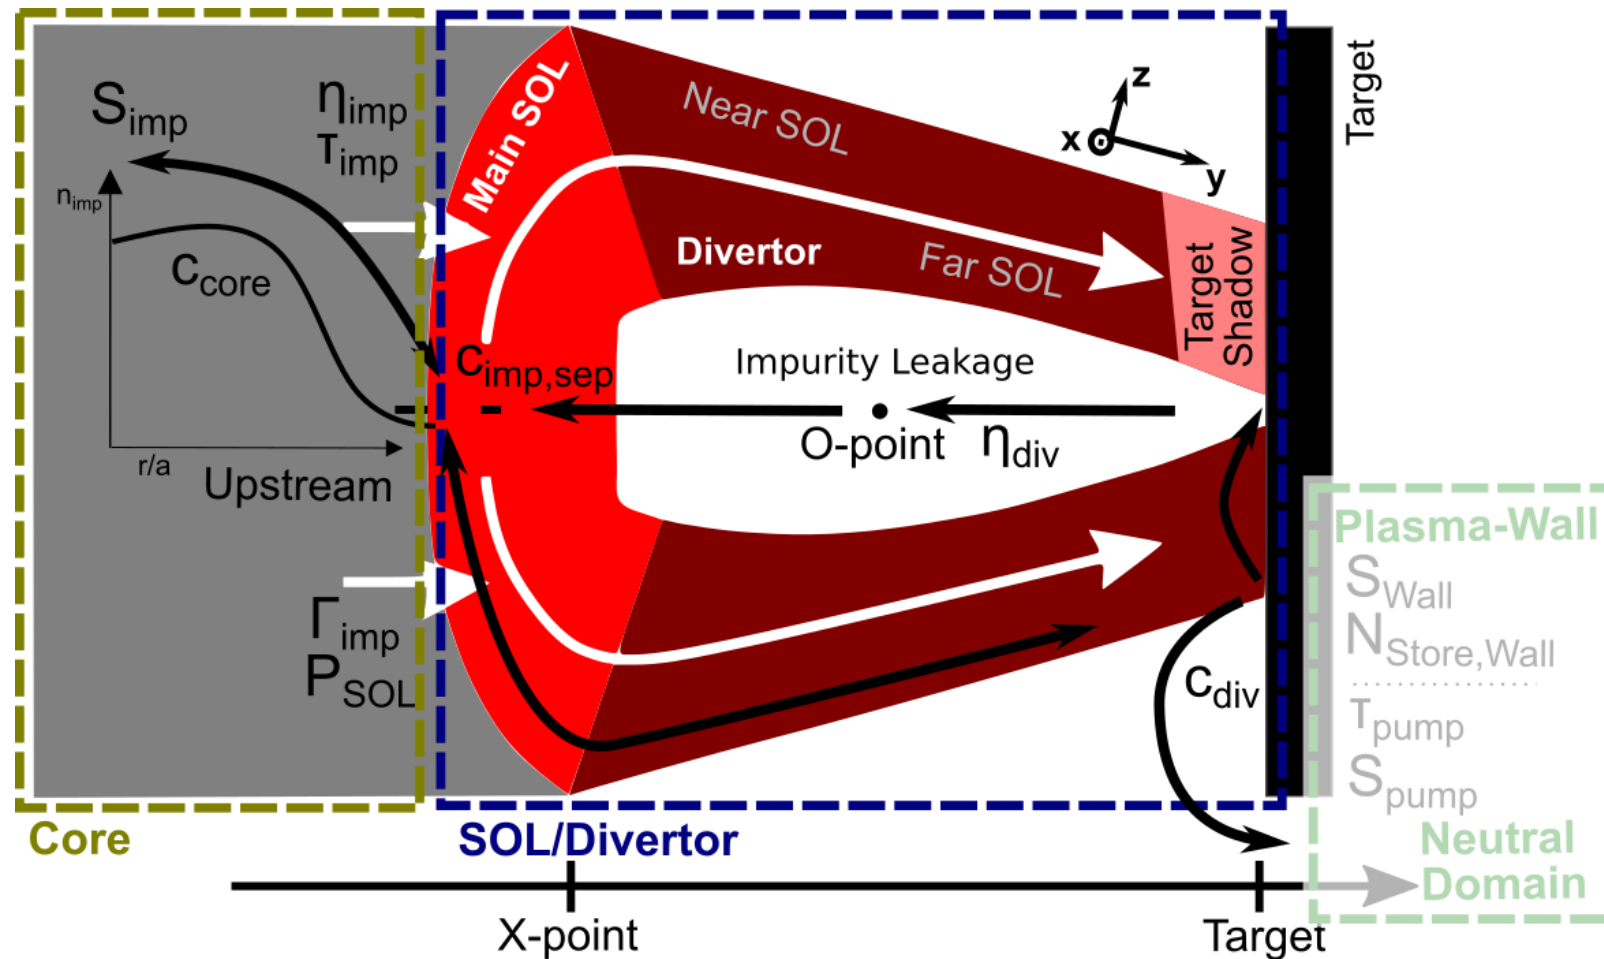 S_imp
η_imp
τ_imp
n_imp
C_core
r/a
Upstream
Γ_imp
P_SOL
Core
Main SOL
Near SOL
Divertor
Far SOL
z
x
y
Target
Shadow
Target
C_imp,sep
Impurity Leakage
O-point
η_div
C_div
SOL/Divertor
Plasma-Wall
S_Wall
N_Store,Wall
τ_pump
S_pump
Neutral
Domain
X-point
Target